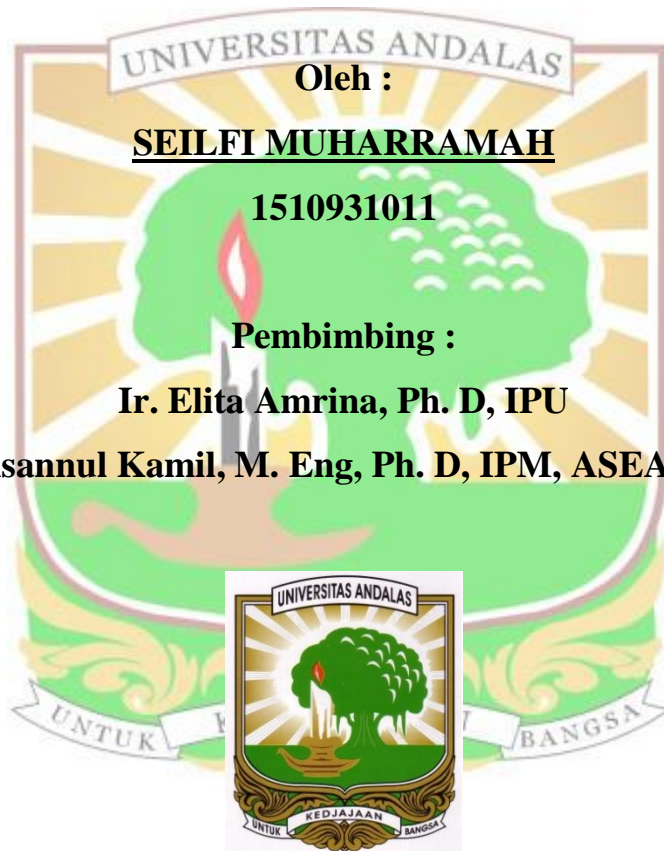 UNIVERSITAS ANDALAS
Oleh :
SEILFI MUHARRAMAH
1510931011
Pembimbing :
Ir. Elita Amrina, Ph. D, IPU
sannul Kamil, M. Eng, Ph. D, IPM, ASEA
UNIVERSITAS ANDALAS
UNTUK KEDJAJAAN BANGSA
UNTUK BANGSA